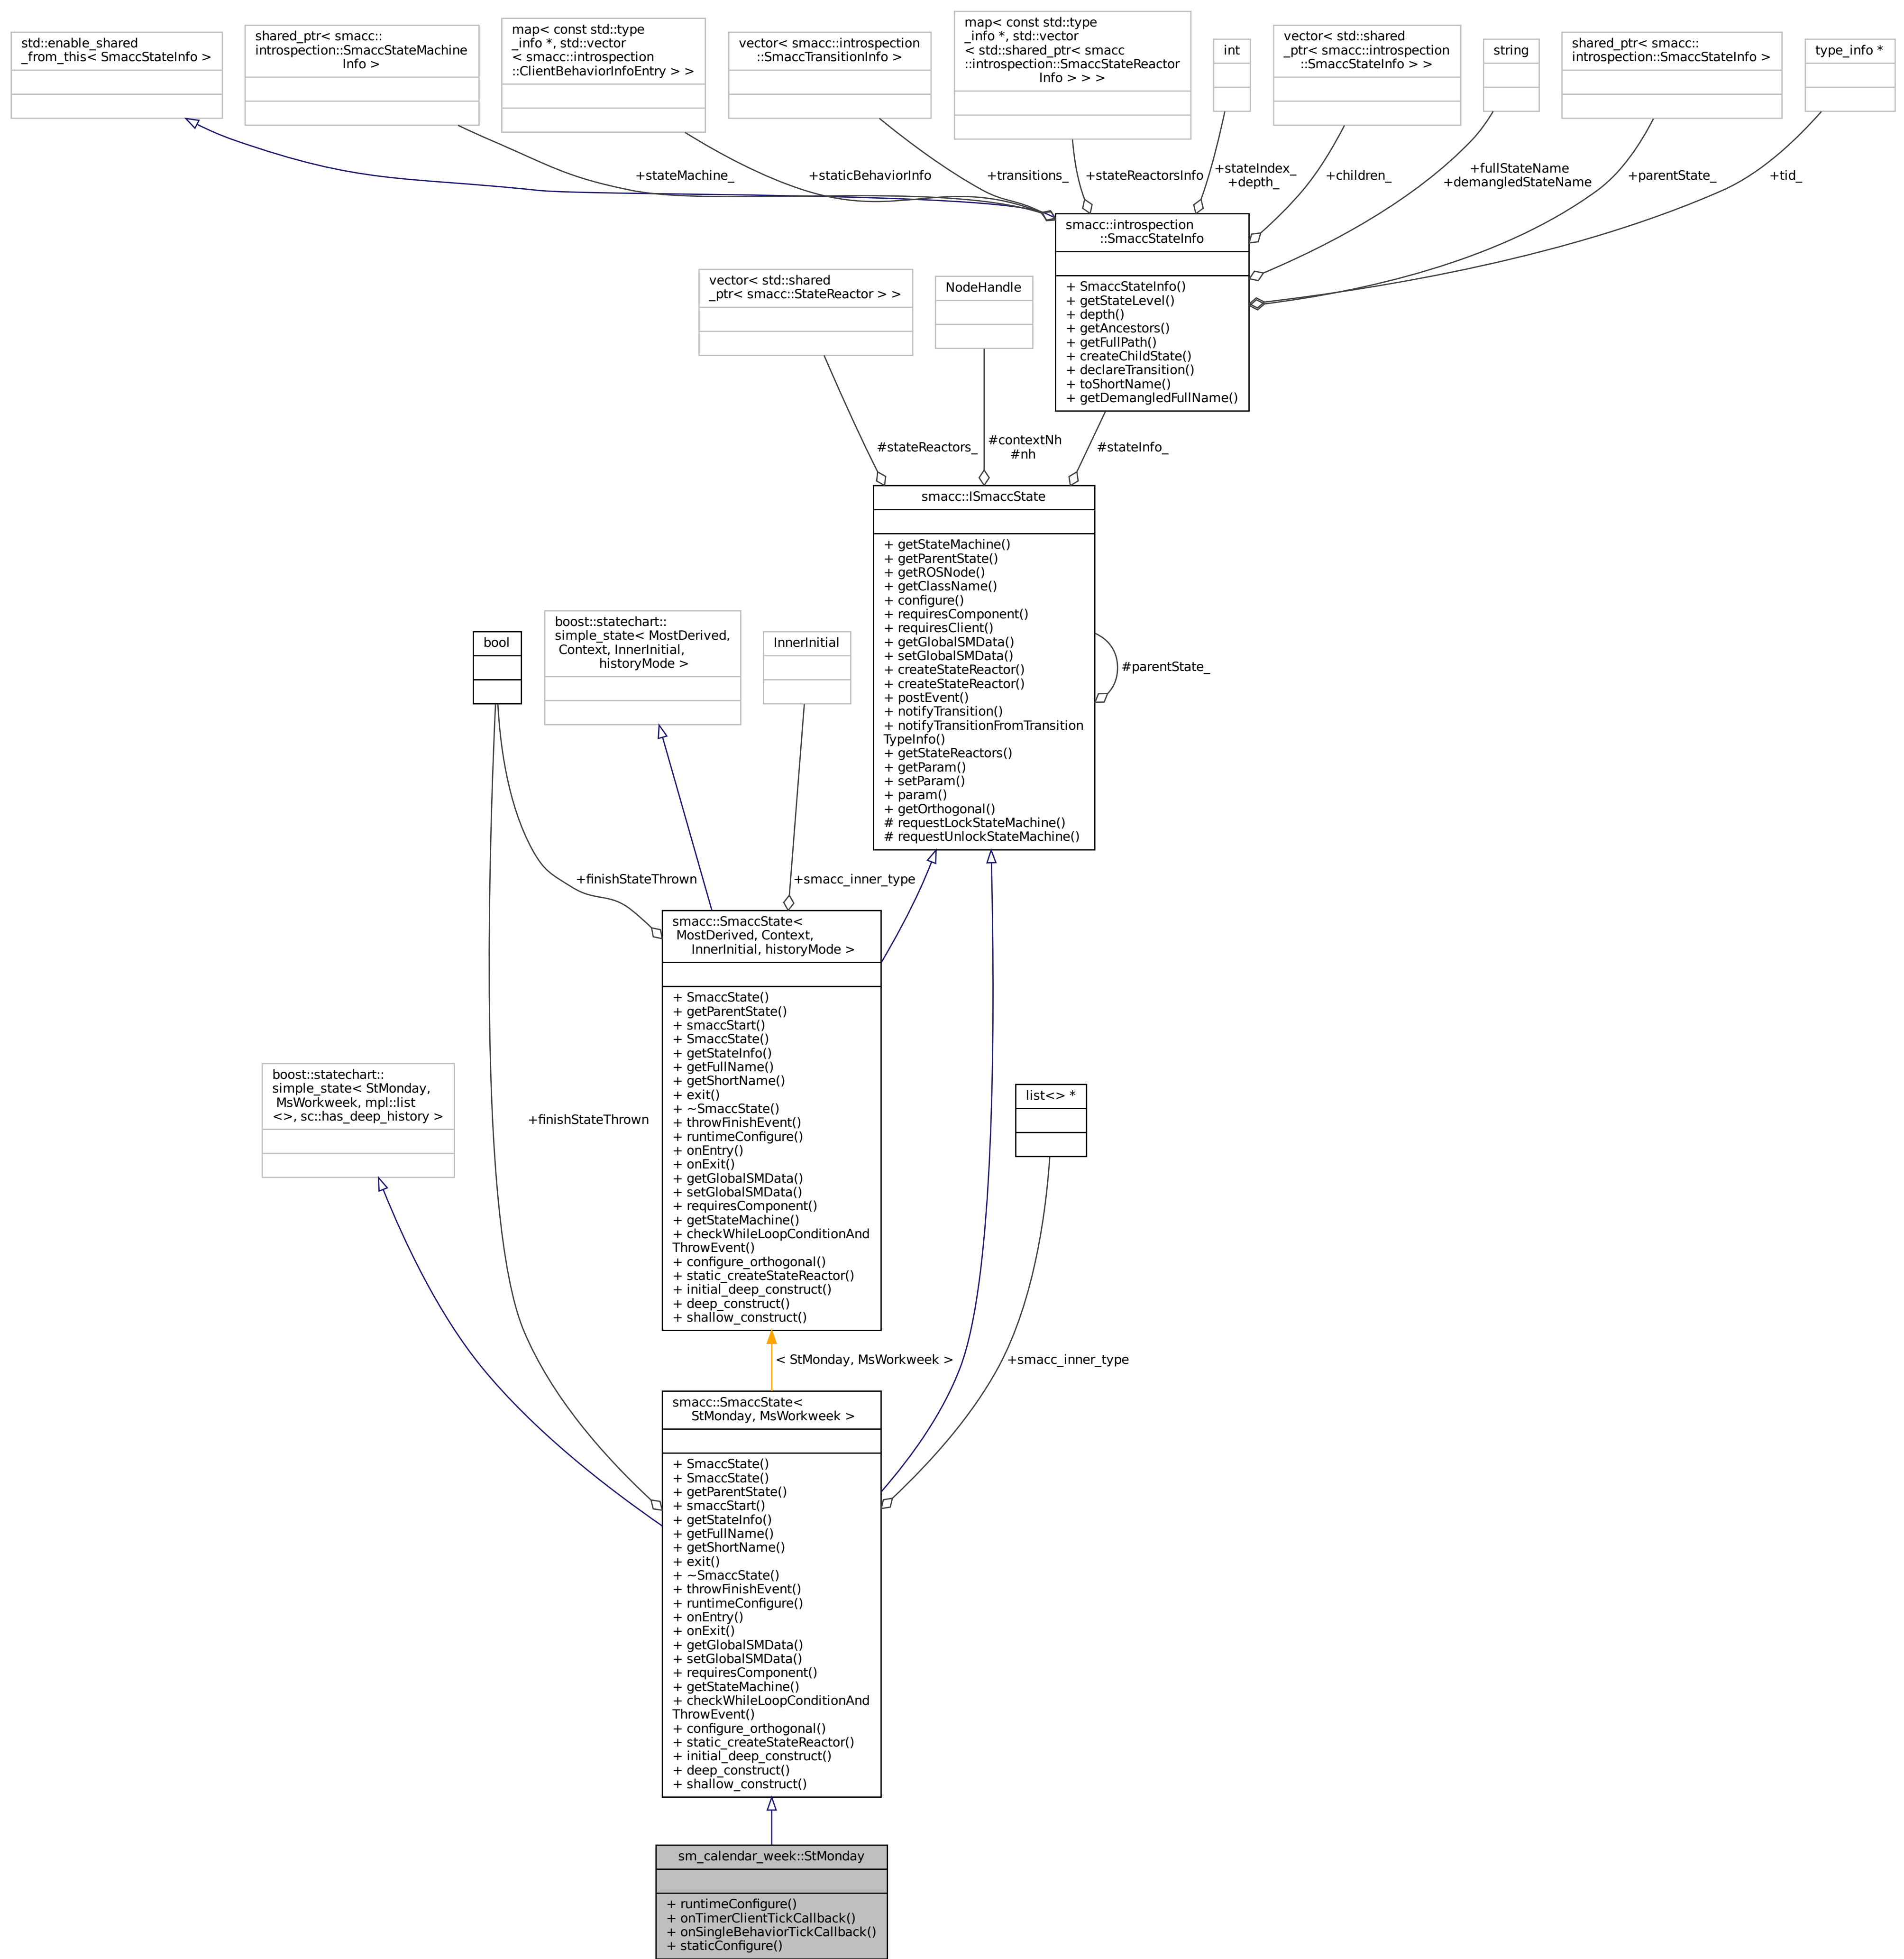 std::enable_shared
_from_this< SmaccStateInfo >
shared_ptr< smacc::
introspection::SmaccStateMachine
Info >
map< const std::type
_info *, std::vector
< smacc::introspection
::ClientBehaviorInfoEntry > >
vector< smacc::introspection
::SmaccTransitionInfo >
map< const std::type
_info *, std::vector
< std::shared_ptr< smacc
::introspection::SmaccStateReactor
Info > > >
int
vector< std::shared
_ptr< smacc::introspection
::SmaccStateInfo > >
string
shared_ptr< smacc::
introspection::SmaccStateInfo >
type_info *
+stateMachine_
+staticBehaviorInfo
+transitions_
+stateReactorsInfo
+stateIndex_
+depth_
+children_
+fullStateName
+demangledStateName
+parentState_
+tid_
smacc::introspection
::SmaccStateInfo
+ SmaccStateInfo()
+ getStateLevel()
+ depth()
+ getAncestors()
+ getFullPath()
+ createChildState()
+ declareTransition()
+ toShortName()
+ getDemangledFullName()
vector< std::shared
_ptr< smacc::StateReactor > >
NodeHandle
#stateReactors_
#contextNh
#nh
#stateInfo_
smacc::ISmaccState
+ getStateMachine()
+ getParentState()
+ getROSNode()
+ getClassName()
+ configure()
+ requiresComponent()
+ requiresClient()
+ getGlobalSMData()
+ setGlobalSMData()
+ createStateReactor()
+ createStateReactor()
+ postEvent()
+ notifyTransition()
+ notifyTransitionFromTransition
TypeInfo()
+ getStateReactors()
+ getParam()
+ setParam()
+ param()
+ getOrthogonal()
# requestLockStateMachine()
# requestUnlockStateMachine()
#parentState_
bool
boost::statechart::
simple_state< MostDerived,
Context, InnerInitial,
historyMode >
InnerInitial
+finishStateThrown
+smacc_inner_type
smacc::SmaccState<
MostDerived, Context,
InnerInitial, historyMode >
+ SmaccState()
+ getParentState()
+ smaccStart()
+ SmaccState()
+ getStateInfo()
+ getFullName()
+ getShortName()
+ exit()
+ ~SmaccState()
+ throwFinishEvent()
+ runtimeConfigure()
+ onEntry()
+ onExit()
+ getGlobalSMData()
+ setGlobalSMData()
+ requiresComponent()
+ getStateMachine()
+ checkWhileLoopConditionAnd
ThrowEvent()
+ configure_orthogonal()
+ static_createStateReactor()
+ initial_deep_construct()
+ deep_construct()
+ shallow_construct()
boost::statechart::
simple_state< StMonday,
MsWorkweek, mpl::list
<>, sc::has_deep_history >
+finishStateThrown
list<> *
< StMonday, MsWorkweek >
+smacc_inner_type
smacc::SmaccState<
StMonday, MsWorkweek >
+ SmaccState()
+ SmaccState()
+ getParentState()
+ smaccStart()
+ getStateInfo()
+ getFullName()
+ getShortName()
+ exit()
+ ~SmaccState()
+ throwFinishEvent()
+ runtimeConfigure()
+ onEntry()
+ onExit()
+ getGlobalSMData()
+ setGlobalSMData()
+ requiresComponent()
+ getStateMachine()
+ checkWhileLoopConditionAnd
ThrowEvent()
+ configure_orthogonal()
+ static_createStateReactor()
+ initial_deep_construct()
+ deep_construct()
+ shallow_construct()
sm_calendar_week::StMonday
+ runtimeConfigure()
+ onTimerClientTickCallback()
+ onSingleBehaviorTickCallback()
+ staticConfigure()